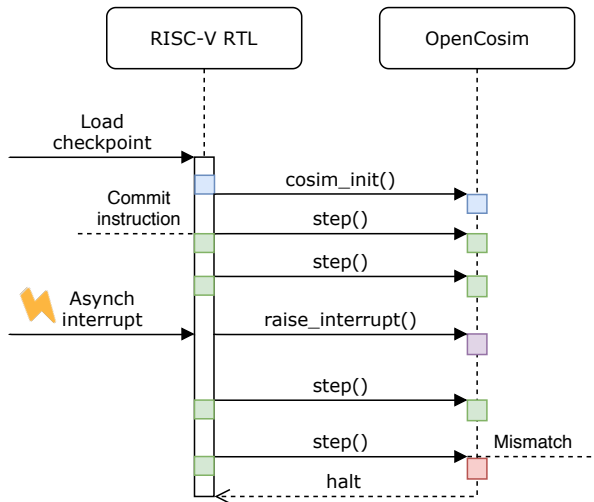 RISC-V RTL
OpenCosim
Load
checkpoint
cosim_init()
Commit
instruction
step()
step()
Asynch
interrupt
raise_interrupt()
step()
step()
Mismatch
halt